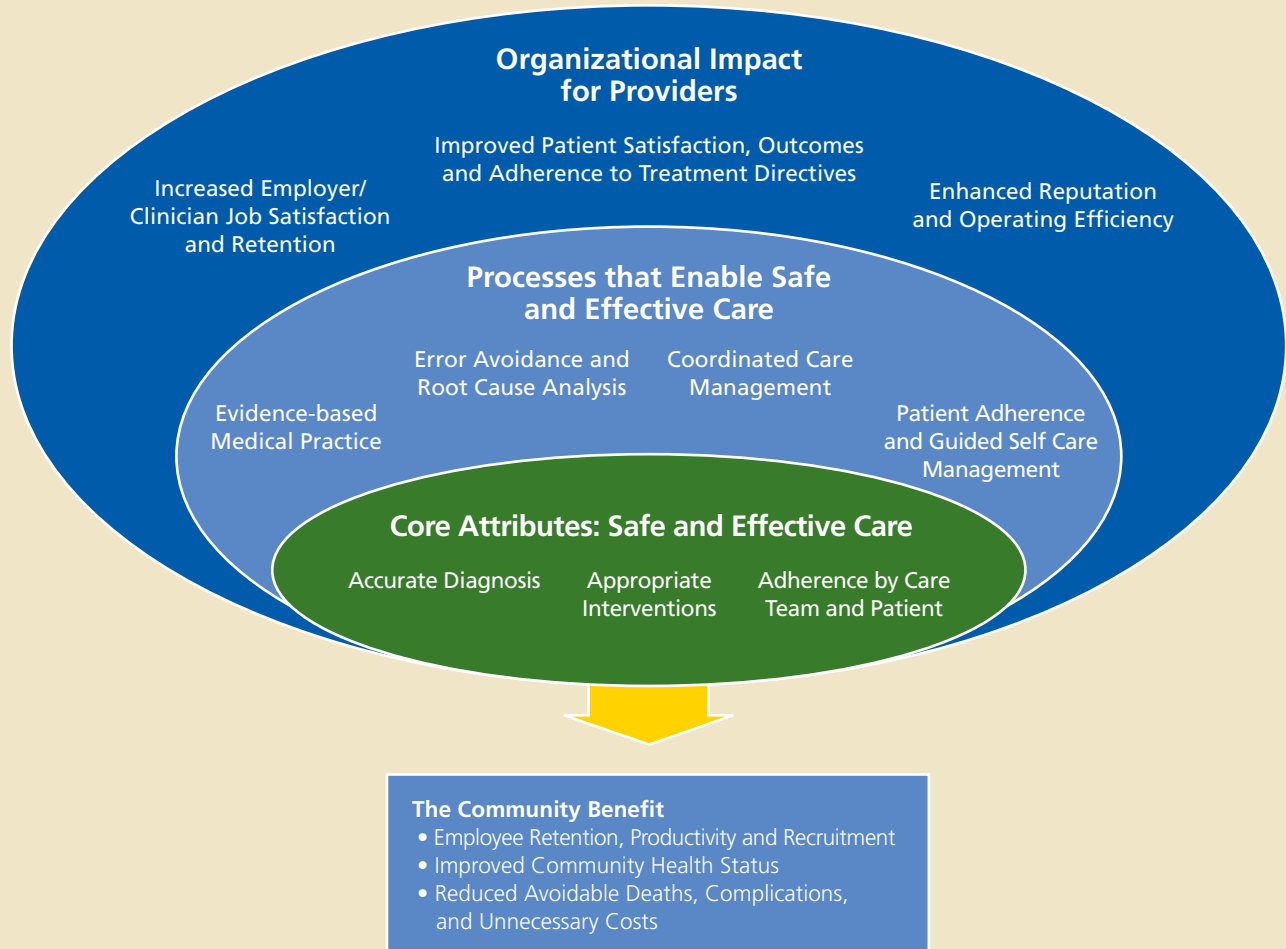 Organizational Impact
for Providers
Improved Patient Satisfaction, Outcomes
and Adherence to Treatment Directives
Increased Employer/
Clinician Job Satisfaction
and Retention
Enhanced Reputation
and Operating Efficiency
Processes that Enable Safe
and Effective Care
Error Avoidance and
Root Cause Analysis
Coordinated Care
Management
Evidence-based
Medical Practice
Patient Adherence
and Guided Self Care
Management
Core Attributes: Safe and Effective Care
Accurate Diagnosis
Appropriate
Interventions
Adherence by Care
Team and Patient
The Community Benefit
• Employee Retention, Productivity and Recruitment
• Improved Community Health Status
• Reduced Avoidable Deaths, Complications,
and Unnecessary Costs